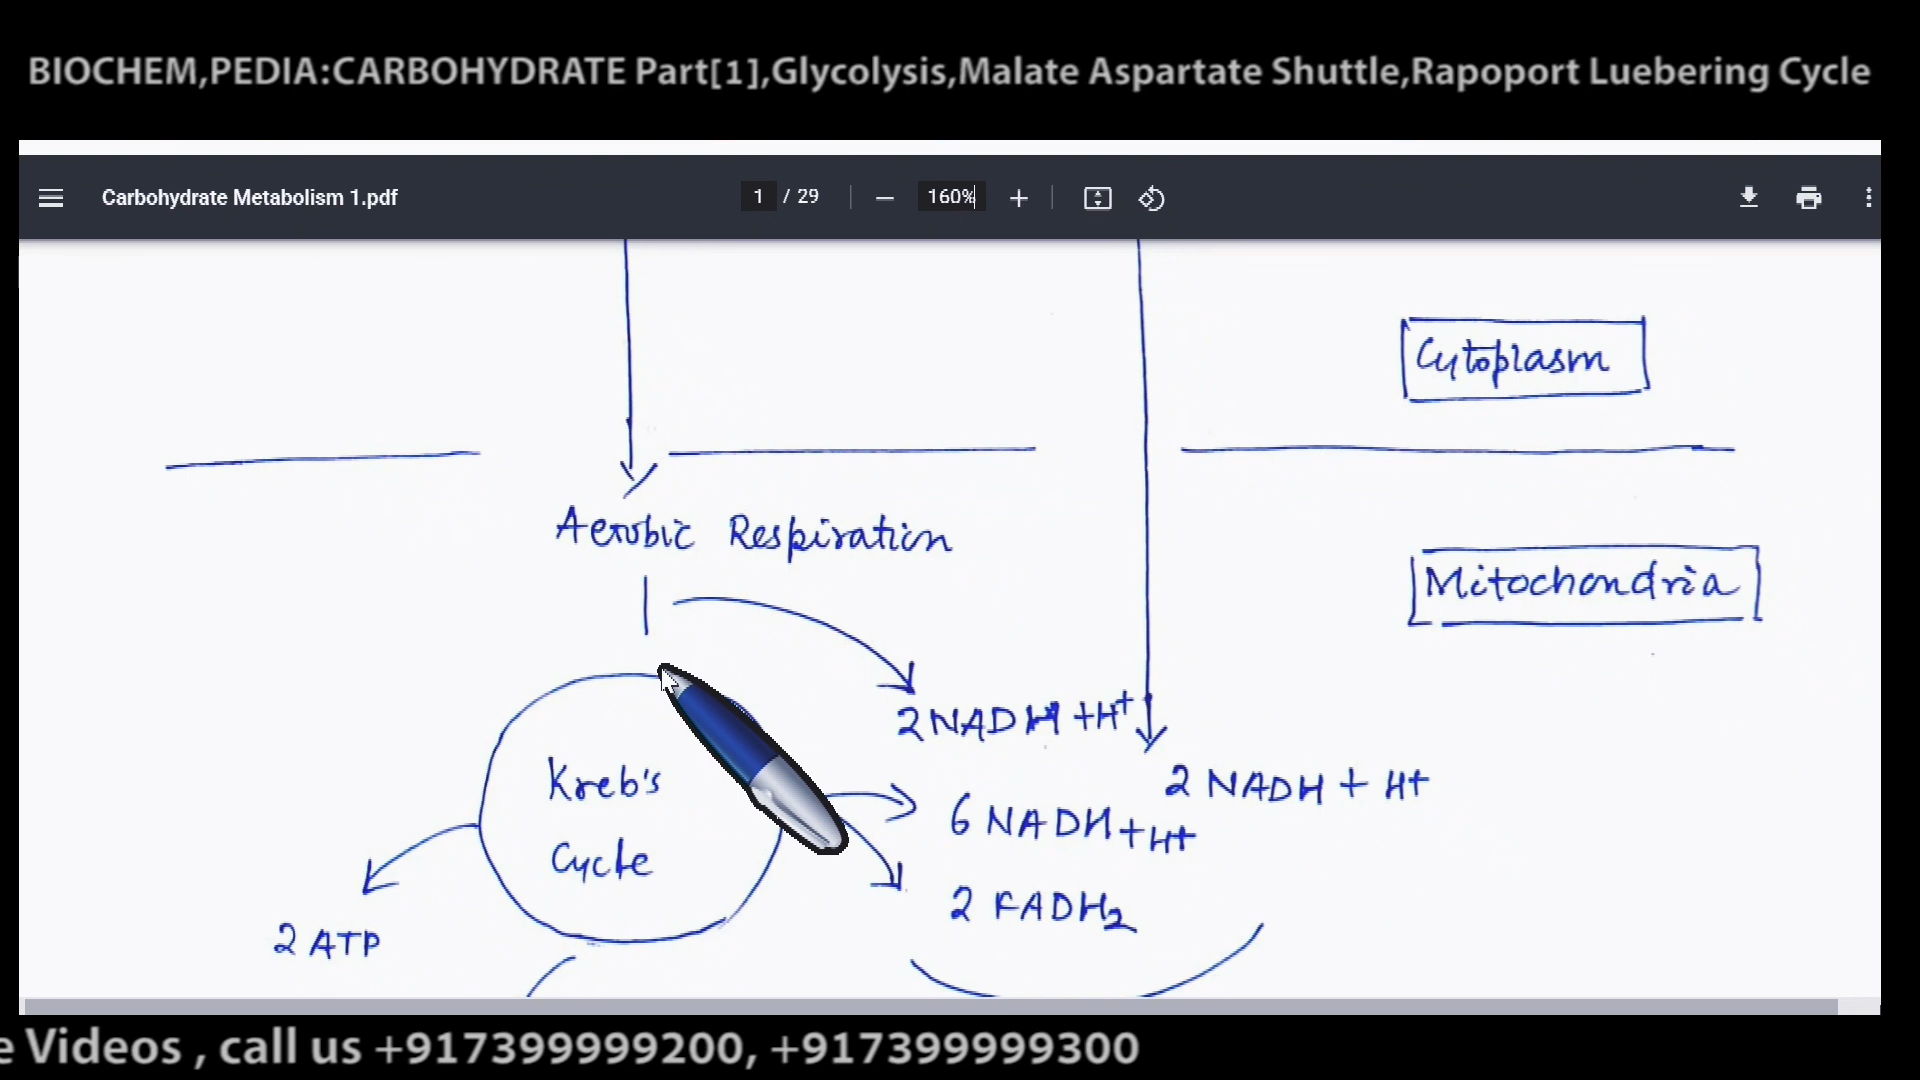 BIOCHEM,PEDIA:CARBOHYDRATE Part[1],Glycolysis,Malate Aspartate Shuttle,Rapoport Luebering Cycle
Carbohydrate Metabolism 1.pdf
1 / 29
160%
Cytoplasm
Aerobic Respiration
Mitochondria
2NADH +H+
2 NADH + H+
Kreb's
Cycle
6 NADH + H+
2 FADH2
2 ATP
e Videos , call us +917399999200, +917399999300